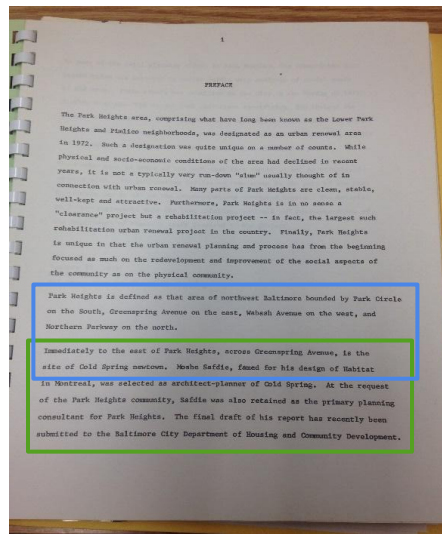 1
PREFACE
The Park Heights area, comprising what have long been known as the Lower Park
Heights and Pimlico neighborhoods, was designated as an urban renewal area
in 1972. Such a designation was quite unique on a number of counts. While
physical and socio-economic conditions of the area had declined in recent
years, it is not a typically very run-down "slum" usually thought of in
connection with urban renewal. Many parts of Park Heights are clean, stable,
well-kept and attractive. Furthermore, Park Heights is in no sense a
"clearance" project but a rehabilitation project -- in fact, the largest such
rehabilitation urban renewal project in the country. Finally, Park Heights
is unique in that the urban renewal planning and process has from the beginning
focused as much on the redevelopment and improvement of the social aspects of
the community as on the physical community.
Park Heights is defined as that area of northwest Baltimore bounded by Park Circle
on the South, Greenspring Avenue on the east, Wabash Avenue on the west, and
Northern Parkway on the north.
Immediately to the east of Park Heights, across Greenspring Avenue, is the
site of Cold Spring newtown. Moshe Safdie, famed for his design of Habitat
in Montreal, was selected as architect-planner of Cold Spring. At the request
of the Park Heights community, Safdie was also retained as the primary planning
consultant for Park Heights. The final draft of his report has recently been
submitted to the Baltimore City Department of Housing and Community Development.